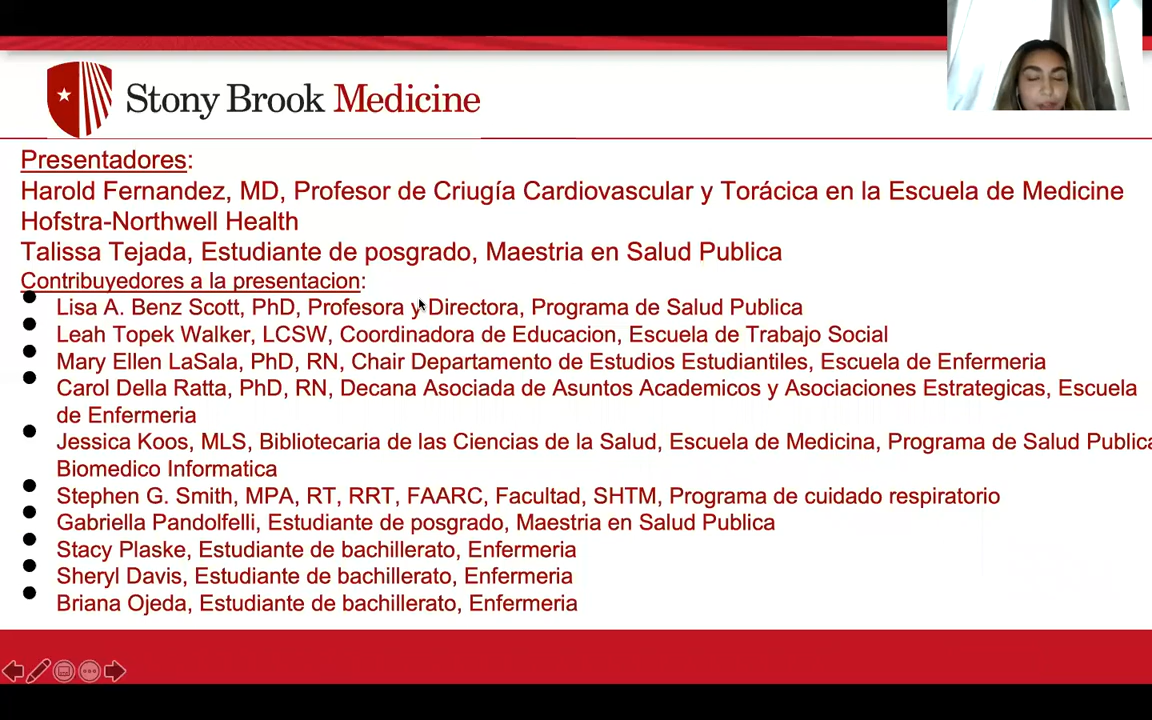 Stony Brook Medicine
Presentadores:
Harold Fernandez, MD, Profesor de Criugía Cardiovascular y Torácica en la Escuela de Medicine
Hofstra-Northwell Health
Talissa Tejada, Estudiante de posgrado, Maestria en Salud Publica
Contribuyedores a la presentacion:
Lisa A. Benz Scott, PhD, Profesora y Directora, Programa de Salud Publica
Leah Topek Walker, LCSW, Coordinadora de Educacion, Escuela de Trabajo Social
Mary Ellen LaSala, PhD, RN, Chair Departamento de Estudios Estudiantiles, Escuela de Enfermeria
Carol Della Ratta, PhD, RN, Decana Asociada de Asuntos Academicos y Asociaciones Estrategicas, Escuela
de Enfermeria
Jessica Koos, MLS, Bibliotecaria de las Ciencias de la Salud, Escuela de Medicina, Programa de Salud Publica
Biomedico Informatica
Stephen G. Smith, MPA, RT, RRT, FAARC, Facultad, SHTM, Programa de cuidado respiratorio
Gabriella Pandolfelli, Estudiante de posgrado, Maestria en Salud Publica
Stacy Plaske, Estudiante de bachillerato, Enfermeria
Sheryl Davis, Estudiante de bachillerato, Enfermeria
Briana Ojeda, Estudiante de bachillerato, Enfermeria